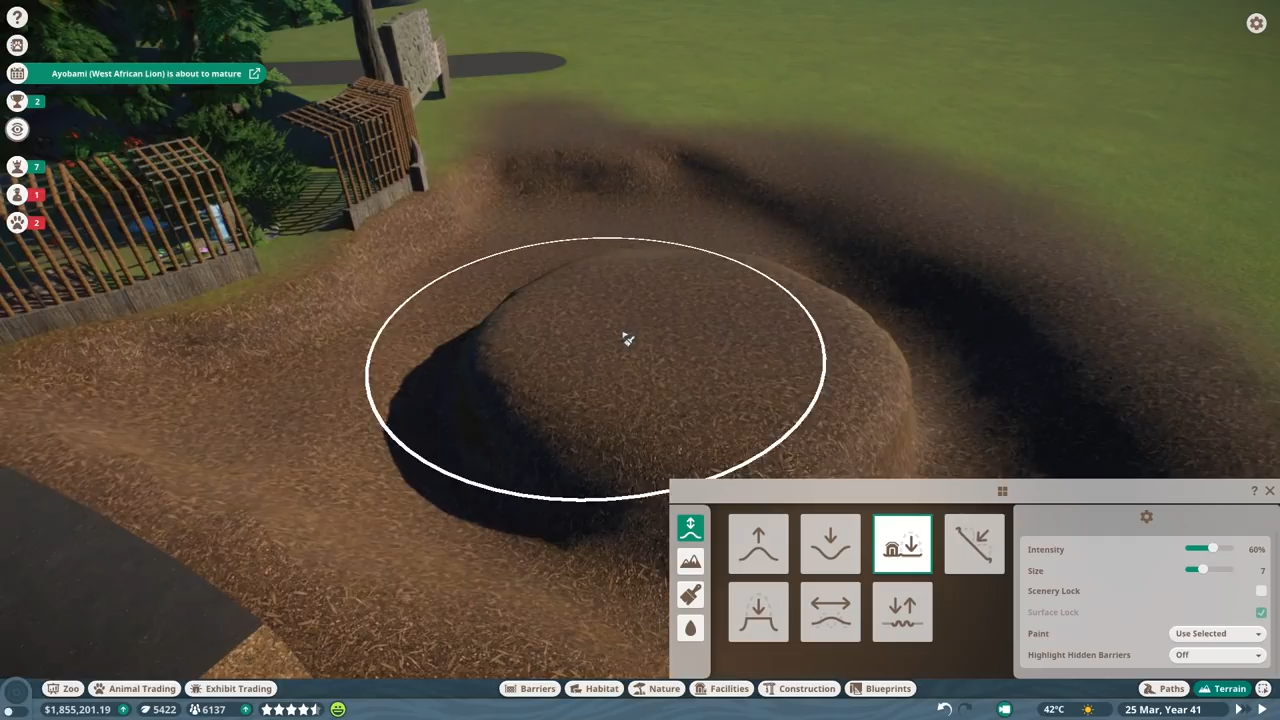 ?
Ayobami (West African Lion) is about to mature
2
7
1
2
?
Intensity 60%
Size 7
Scenery Lock
Surface Lock
Paint Use Selected
Highlight Hidden Barriers Off
Zoo Animal Trading Exhibit Trading Barriers Habitat Nature Facilities Construction Blueprints Paths Terrain
$1,855,201.19 5422 6137 42°C 25 Mar, Year 41